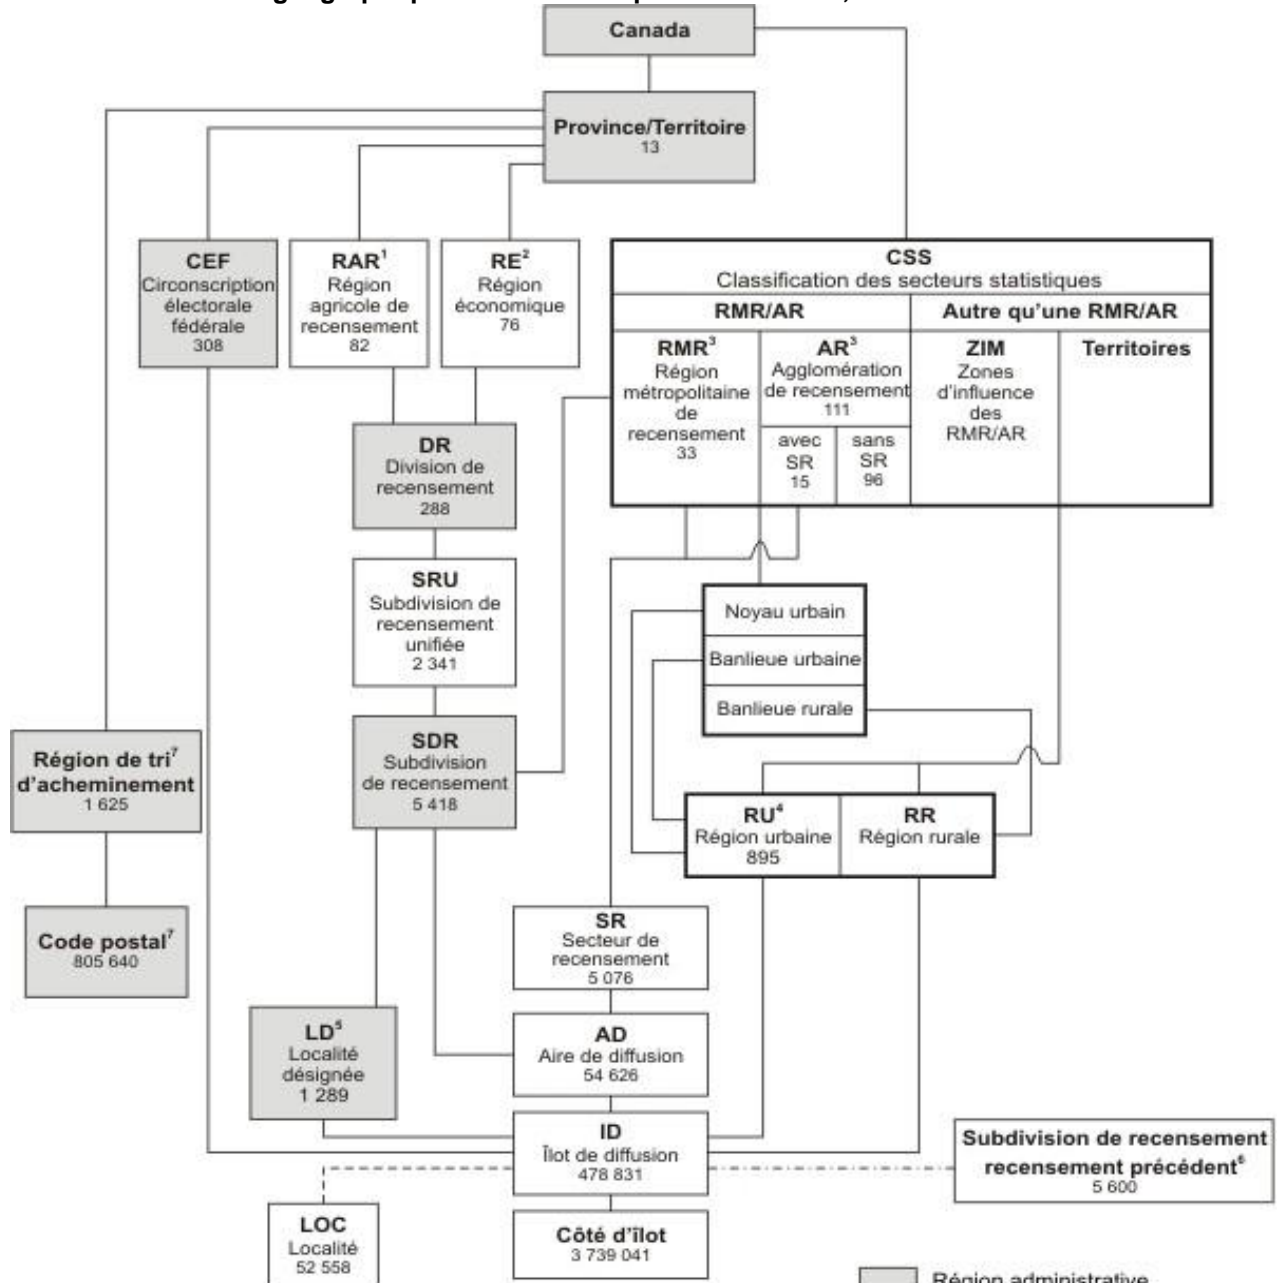 Canada
Province/Territoire
13
CEF
Circonscription
électorale
fédérale
308
RAR1
Région
agricole de
recensement
82
RE2
Région
économique
76
CSS
Classification des secteurs statistiques
RMR/AR
Autre qu'une RMR/AR
RMR3
Région
métropolitaine
de
recensement
33
AR3
Agglomération
de recensement
111
avec
SR
15
sans
SR
96
ZIM
Zones
d'influence
des
RMR/AR
Territoires
DR
Division de
recensement
288
SRU
Subdivision de
recensement
unifiée
2 341
Noyau urbain
Banlieue urbaine
Banlieue rurale
SDR
Subdivision
de recensement
5 418
Région de tri7
d'acheminement
1 625
RU4
Région urbaine
895
RR
Région rurale
Code postal7
805 640
SR
Secteur de
recensement
5 076
LD5
Localité
désignée
1 289
AD
Aire de diffusion
54 626
ID
Îlot de diffusion
478 831
Subdivision de recensement
recensement précédent6
5 600
LOC
Localité
52 558
Côté d'îlot
3 739 041
Région administrative